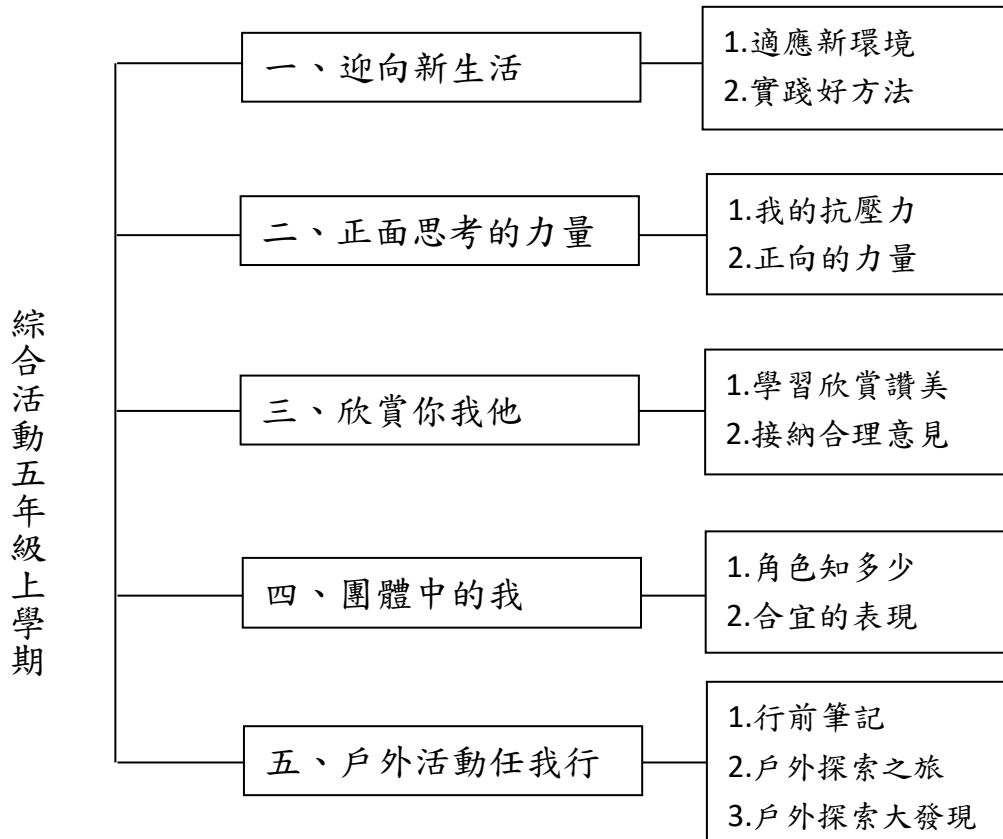 綜合活動五年級上學期
一、迎向新生活
1.適應新環境
2.實踐好方法
二、正面思考的力量
1.我的抗壓力
2.正向的力量
三、欣賞你我他
1.學習欣賞讚美
2.接納合理意見
四、團體中的我
1.角色知多少
2.合宜的表現
五、戶外活動任我行
1.行前筆記
2.戶外探索之旅
3.戶外探索大發現